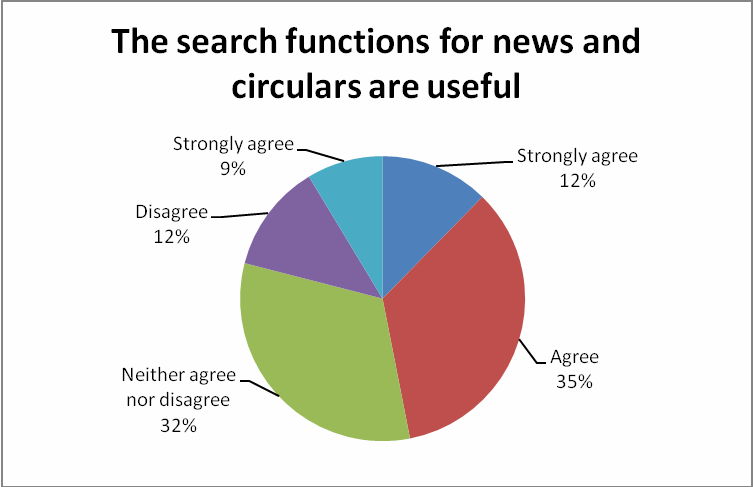 The search functions for news and
circulars are useful
Strongly agree
9%
Strongly agree
12%
Disagree
12%
Agree
35%
Neither agree
nor disagree
32%